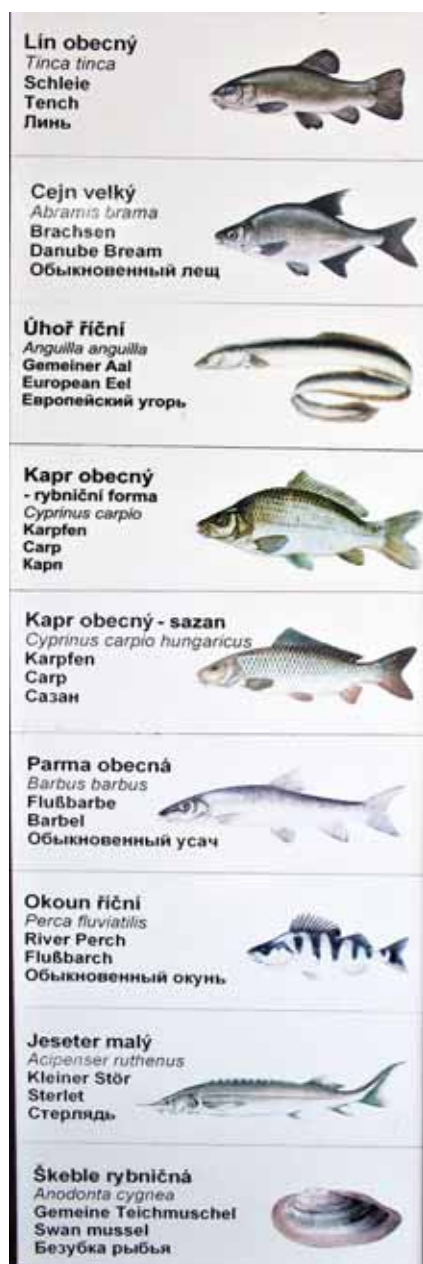 Lín obecný
Tinca tinca
Schleie
Tench
Линь
Cejn velký
Abramis brama
Brachsen
Danube Bream
Обыкновенный лещ
Úhoř říční
Anguilla anguilla
Gemeiner Aal
European Eel
Европейский угорь
Kapr obecný
- rybniční forma
Cyprinus carpio
Karpfen
Carp
Карп
Kapr obecný - sazan
Cyprinus carpio hungaricus
Karpfen
Carp
Сазан
Parma obecná
Barbus barbus
Flußbarbe
Barbel
Обыкновенный усач
Okoun říční
Perca fluviatilis
River Perch
Flußbarch
Обыкновенный окунь
Jeseter malý
Acipenser ruthenus
Kleiner Stör
Sterlet
Стерлядь
Škeble rybničná
Anodonta cygnea
Gemeine Teichmuschel
Swan mussel
Безубка рыбья